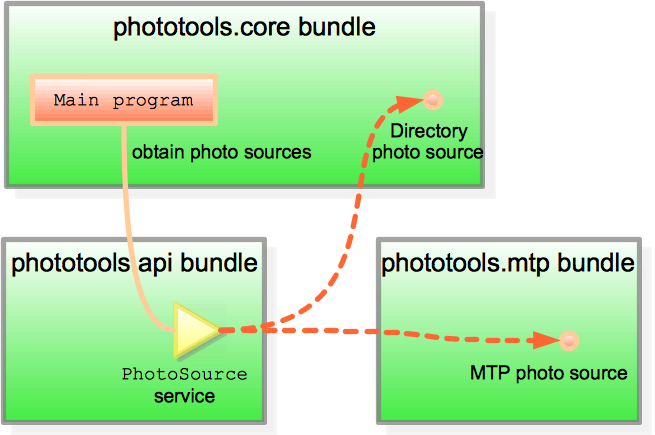 phototools.core bundle
Main program
obtain photo sources
Directory
photo source
phototools.api bundle
PhotoSource
service
phototools.mtp bundle
MTP photo source